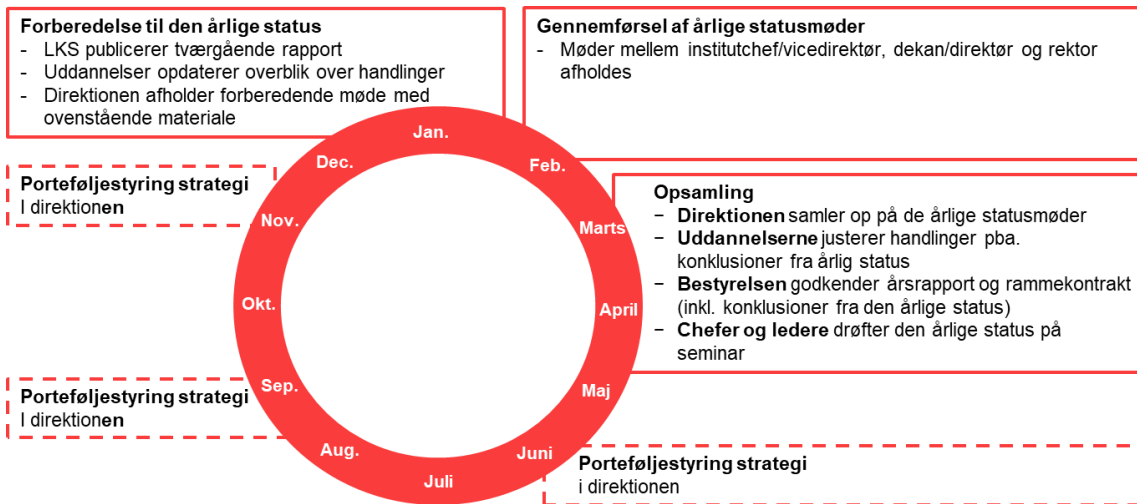 Forberedelse til den årlige status
- LKS publicerer tværgående rapport
- Uddannelser opdaterer overblik over handlinger
- Direktionen afholder forberedende møde med
ovenstående materiale
Gennemførsel af årlige statusmøder
- Møder mellem institutchef/vicedirektør, dekan/direktør og rektor
afholdes
Jan.
Feb.
Marts
April
Maj
Juni
Juli
Aug.
Sep.
Okt.
Nov.
Dec.
Opsamling
− Direktionen samler op på de årlige statusmøder
− Uddannelserne justerer handlinger pba.
konklusioner fra årlig status
− Bestyrelsen godkender årsrapport og rammekontrakt
(inkl. konklusioner fra den årlige status)
− Chefer og ledere drøfter den årlige status på
seminar
Porteføljestyring strategi
i direktionen
Porteføljestyring strategi
I direktionen
Porteføljestyring strategi
I direktionen